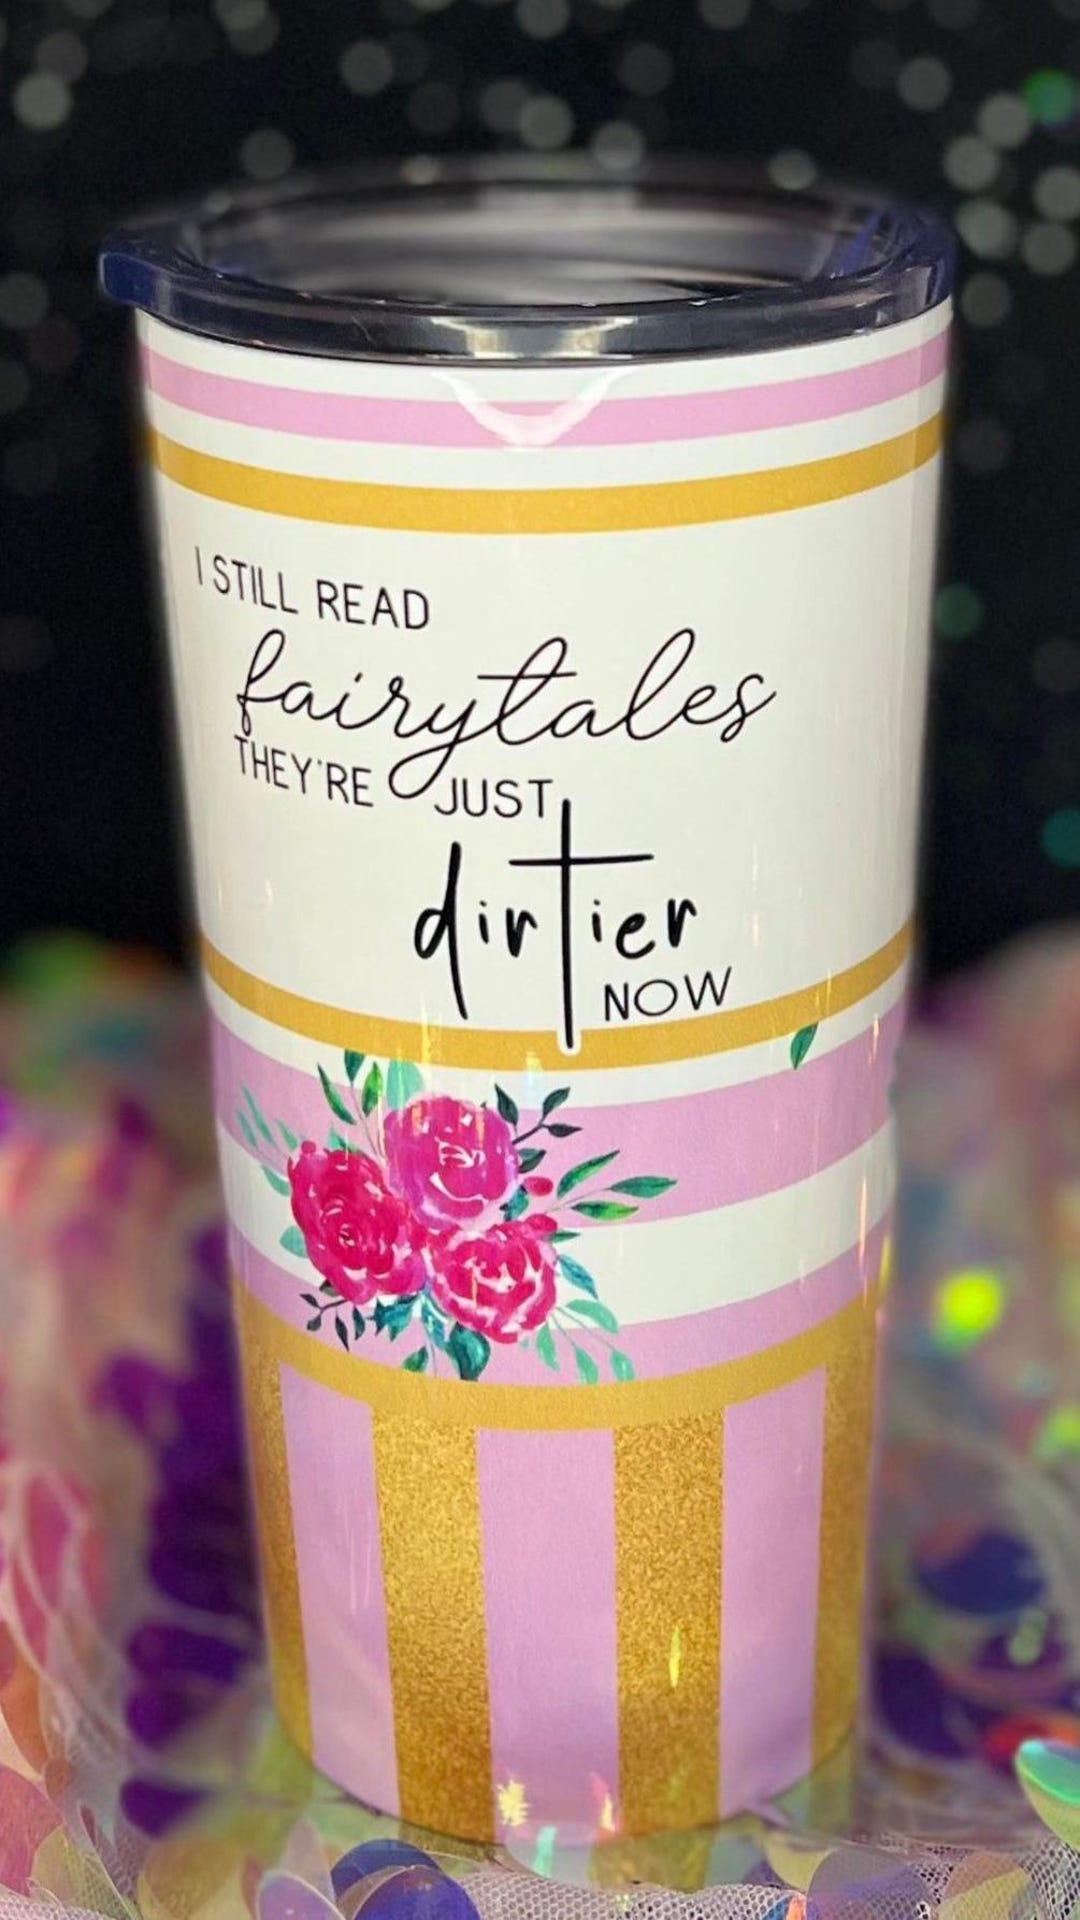 I STILL READ
fairytales
THEY'RE JUST
dirtier
NOW